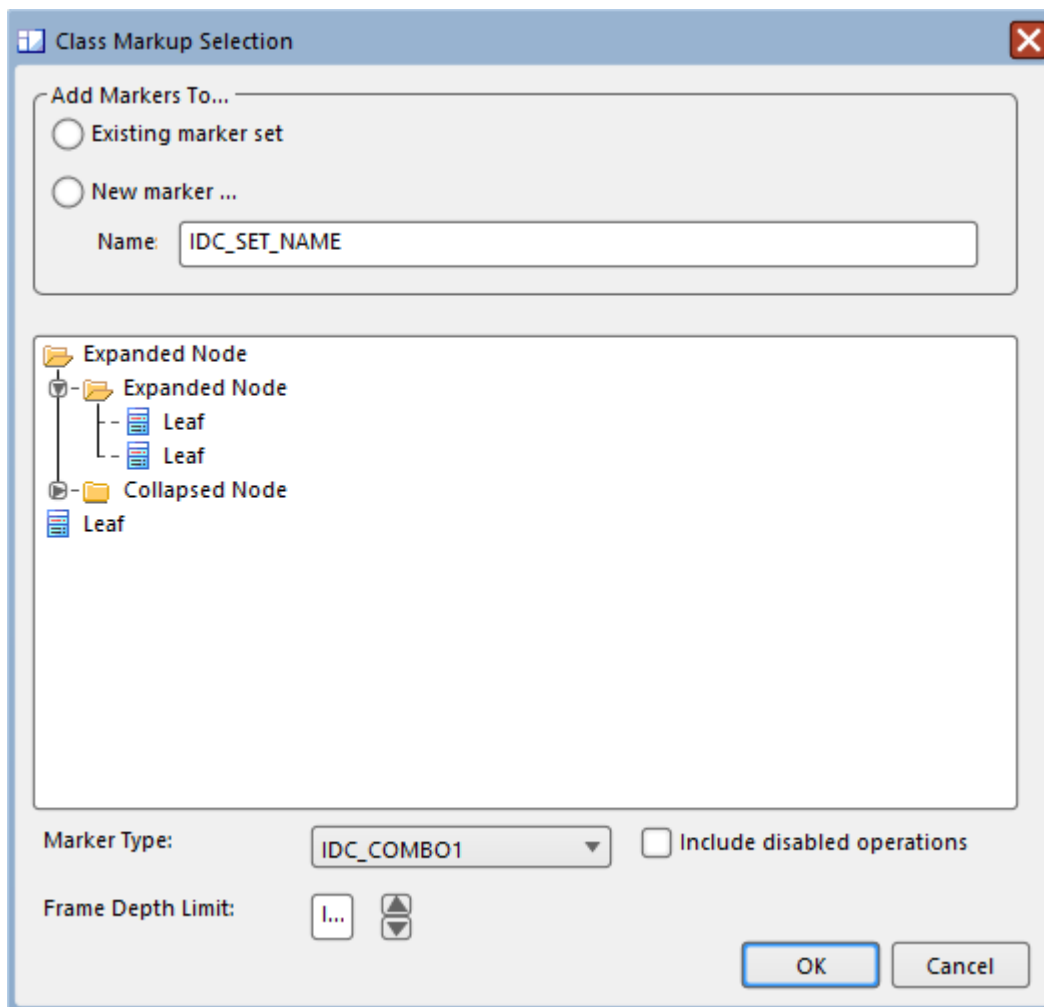 Class Markup Selection
Add Markers To...
Existing marker set
New marker ...
Name:
IDC_SET_NAME
Expanded Node
Expanded Node
Leaf
Leaf
Collapsed Node
Leaf
Marker Type:
IDC_COMBO1
Include disabled operations
Frame Depth Limit:
I...
OK
Cancel